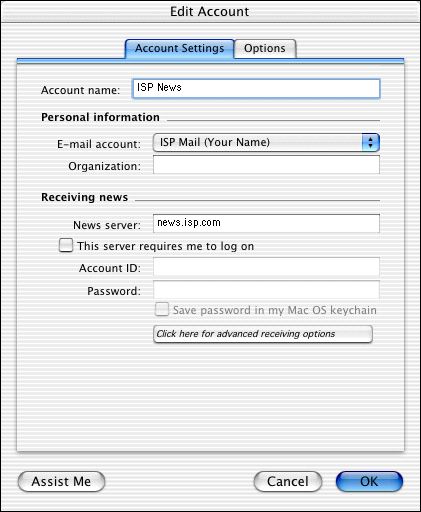 Edit Account
Account Settings Options
Account name: ISP News
Personal information
E-mail account: ISP Mail (Your Name)
Organization:
Receiving news
News server: news.isp.com
This server requires me to log on
Account ID:
Password:
Save password in my Mac OS keychain
Click here for advanced receiving options
Assist Me Cancel OK